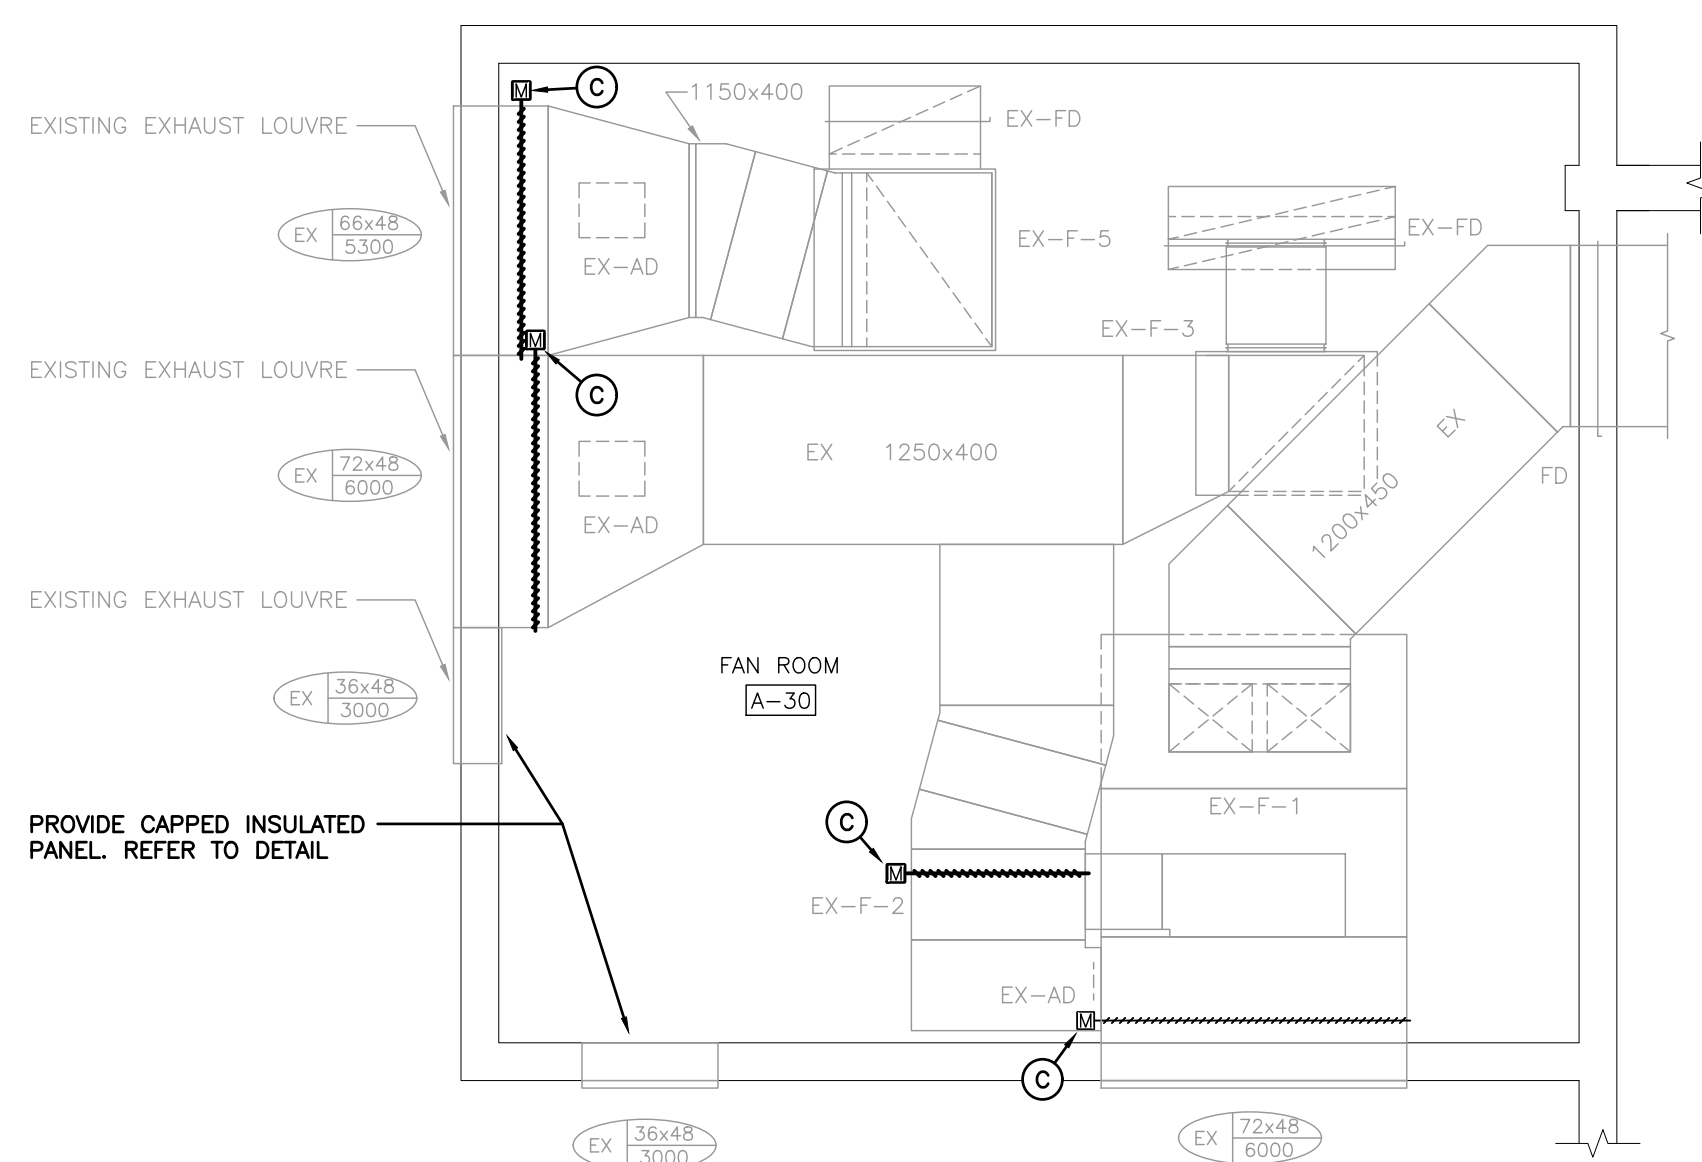 M
C
1150x400
EX-FD
EXISTING EXHAUST LOUVRE
EX
66x48
5300
EX-AD
EX-F-5
EX-FD
EX-F-3
M
C
EXISTING EXHAUST LOUVRE
EX
72x48
6000
EX-AD
EX 1250x400
EX
1200x450
FD
EXISTING EXHAUST LOUVRE
EX
36x48
3000
FAN ROOM
A-30
PROVIDE CAPPED INSULATED
PANEL. REFER TO DETAIL
C
M
EX-F-2
EX-F-1
EX-AD
M
C
EX
36x48
3000
EX
72x48
6000